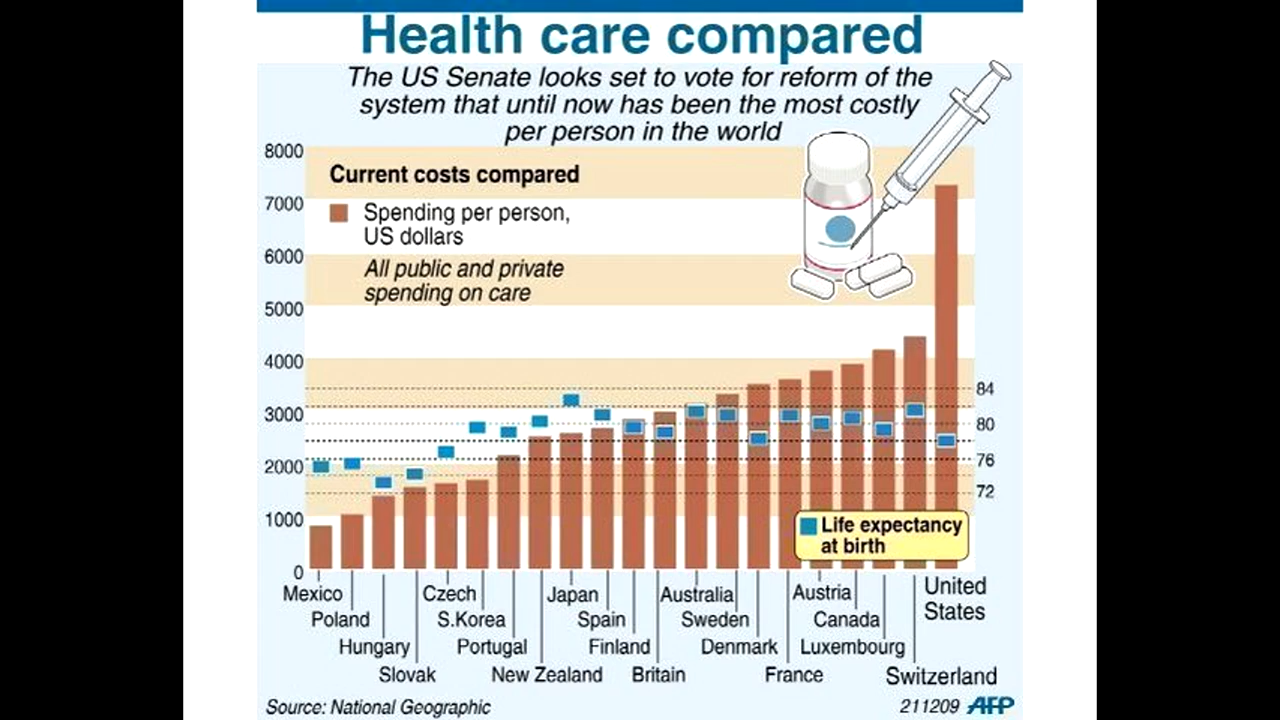 Health care compared
The US Senate looks set to vote for reform of the
system that until now has been the most costly
per person in the world
8000
7000
6000
5000
4000
3000
2000
1000
0
Current costs compared
Spending per person,
US dollars
All public and private
spending on care
84
80
76
72
Life expectancy
at birth
Mexico
Poland
Hungary
Slovak
Czech
S.Korea
Portugal
New Zealand
Japan
Spain
Finland
Britain
Australia
Sweden
Denmark
France
Austria
Canada
Luxembourg
Switzerland
United
States
Source: National Geographic
211209 AFP